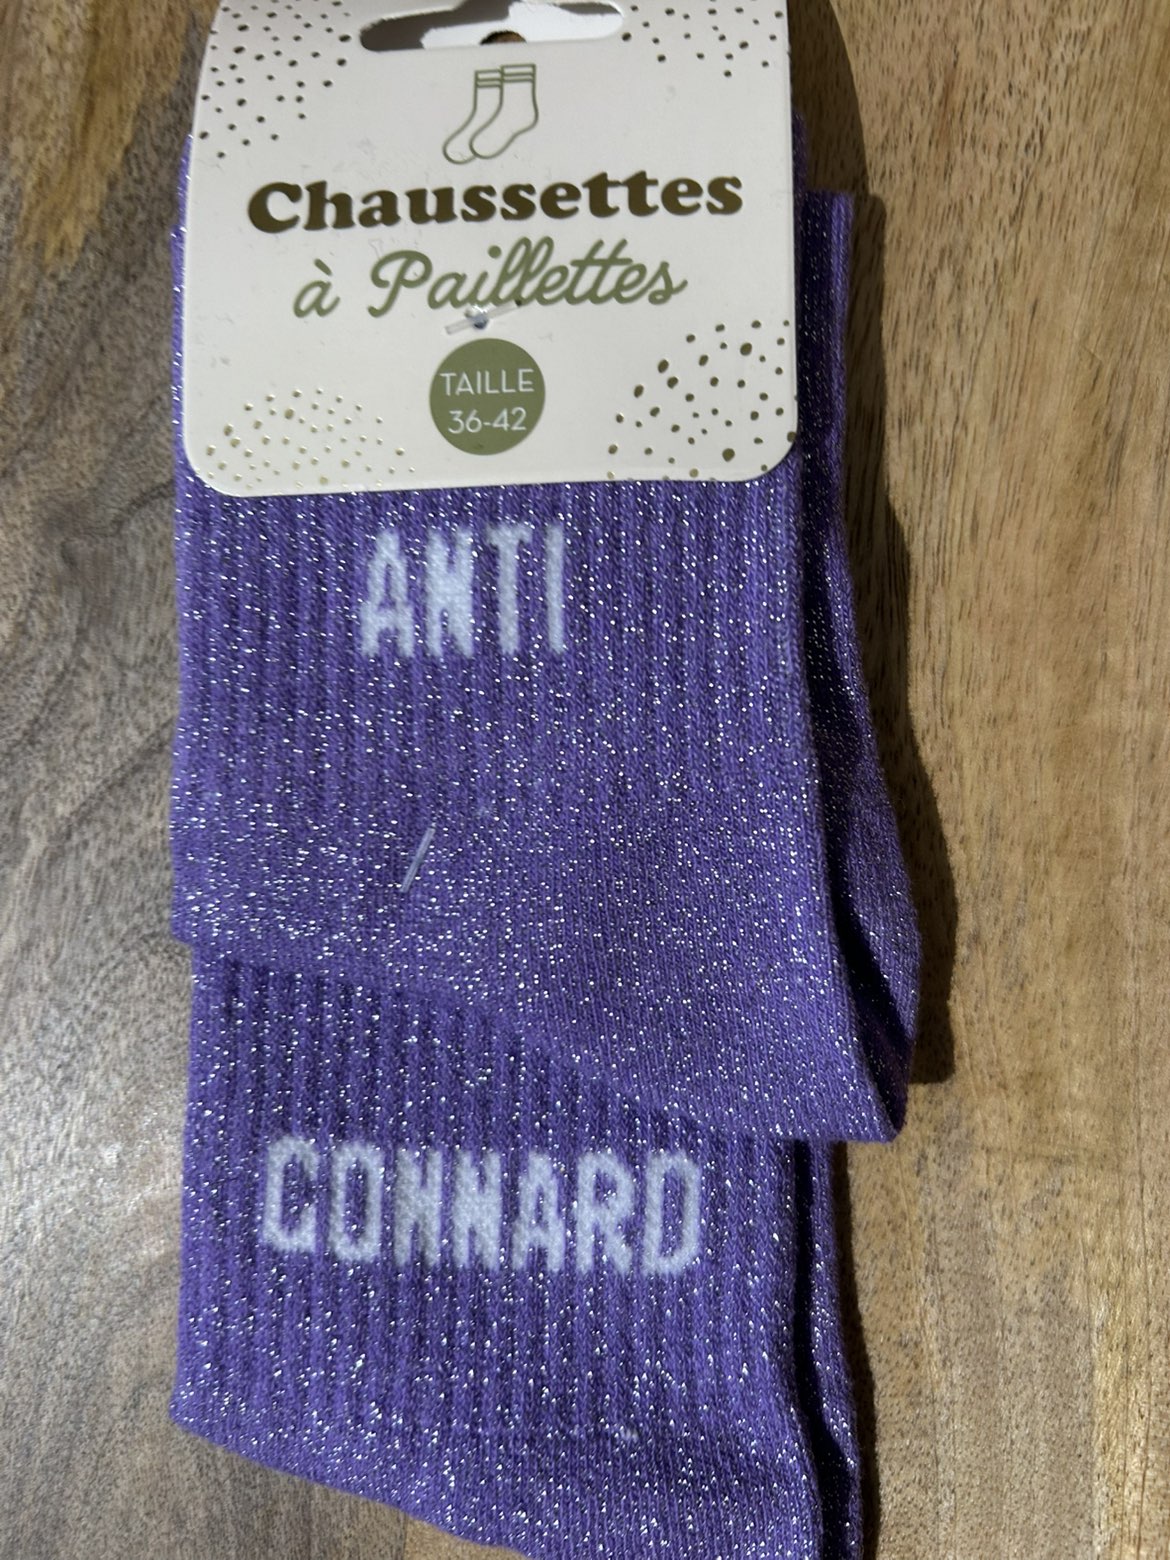 Chaussettes
à Paillettes
TAILLE
36-42
ANTI
CONNARD